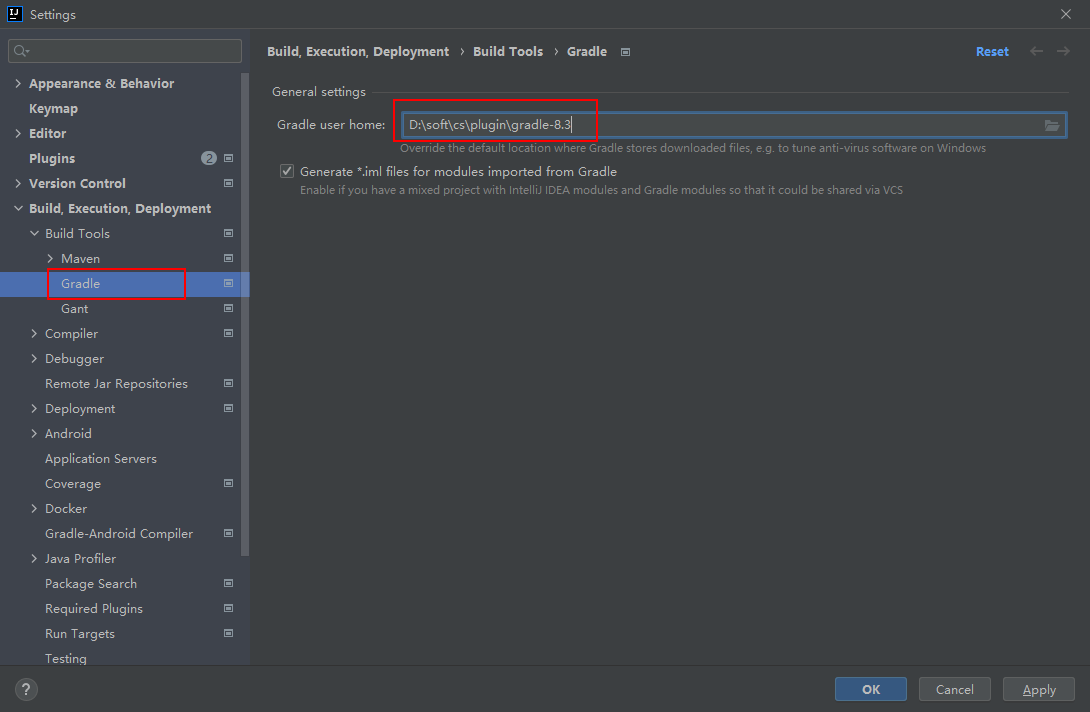 IJ Settings
Build, Execution, Deployment › Build Tools › Gradle Reset
Appearance & Behavior
Keymap
Editor
Plugins 2
Version Control
Build, Execution, Deployment
Build Tools
Maven
Gradle
Gant
Compiler
Debugger
Remote Jar Repositories
Deployment
Android
Application Servers
Coverage
Docker
Gradle-Android Compiler
Java Profiler
Package Search
Required Plugins
Run Targets
Testing
General settings
Gradle user home: D:\soft\cs\plugin\gradle-8.3
Override the default location where Gradle stores downloaded files, e.g. to tune anti-virus software on Windows
Generate *.iml files for modules imported from Gradle
Enable if you have a mixed project with IntelliJ IDEA modules and Gradle modules so that it could be shared via VCS
? OK Cancel Apply